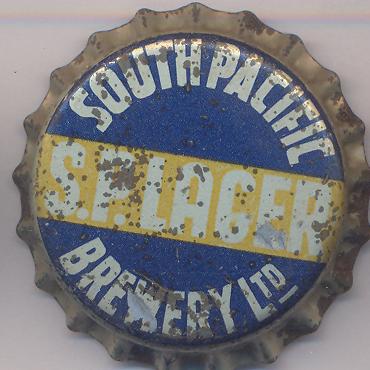 SOUTH PACIFIC
S.P. LAGER
BREWERY LTD